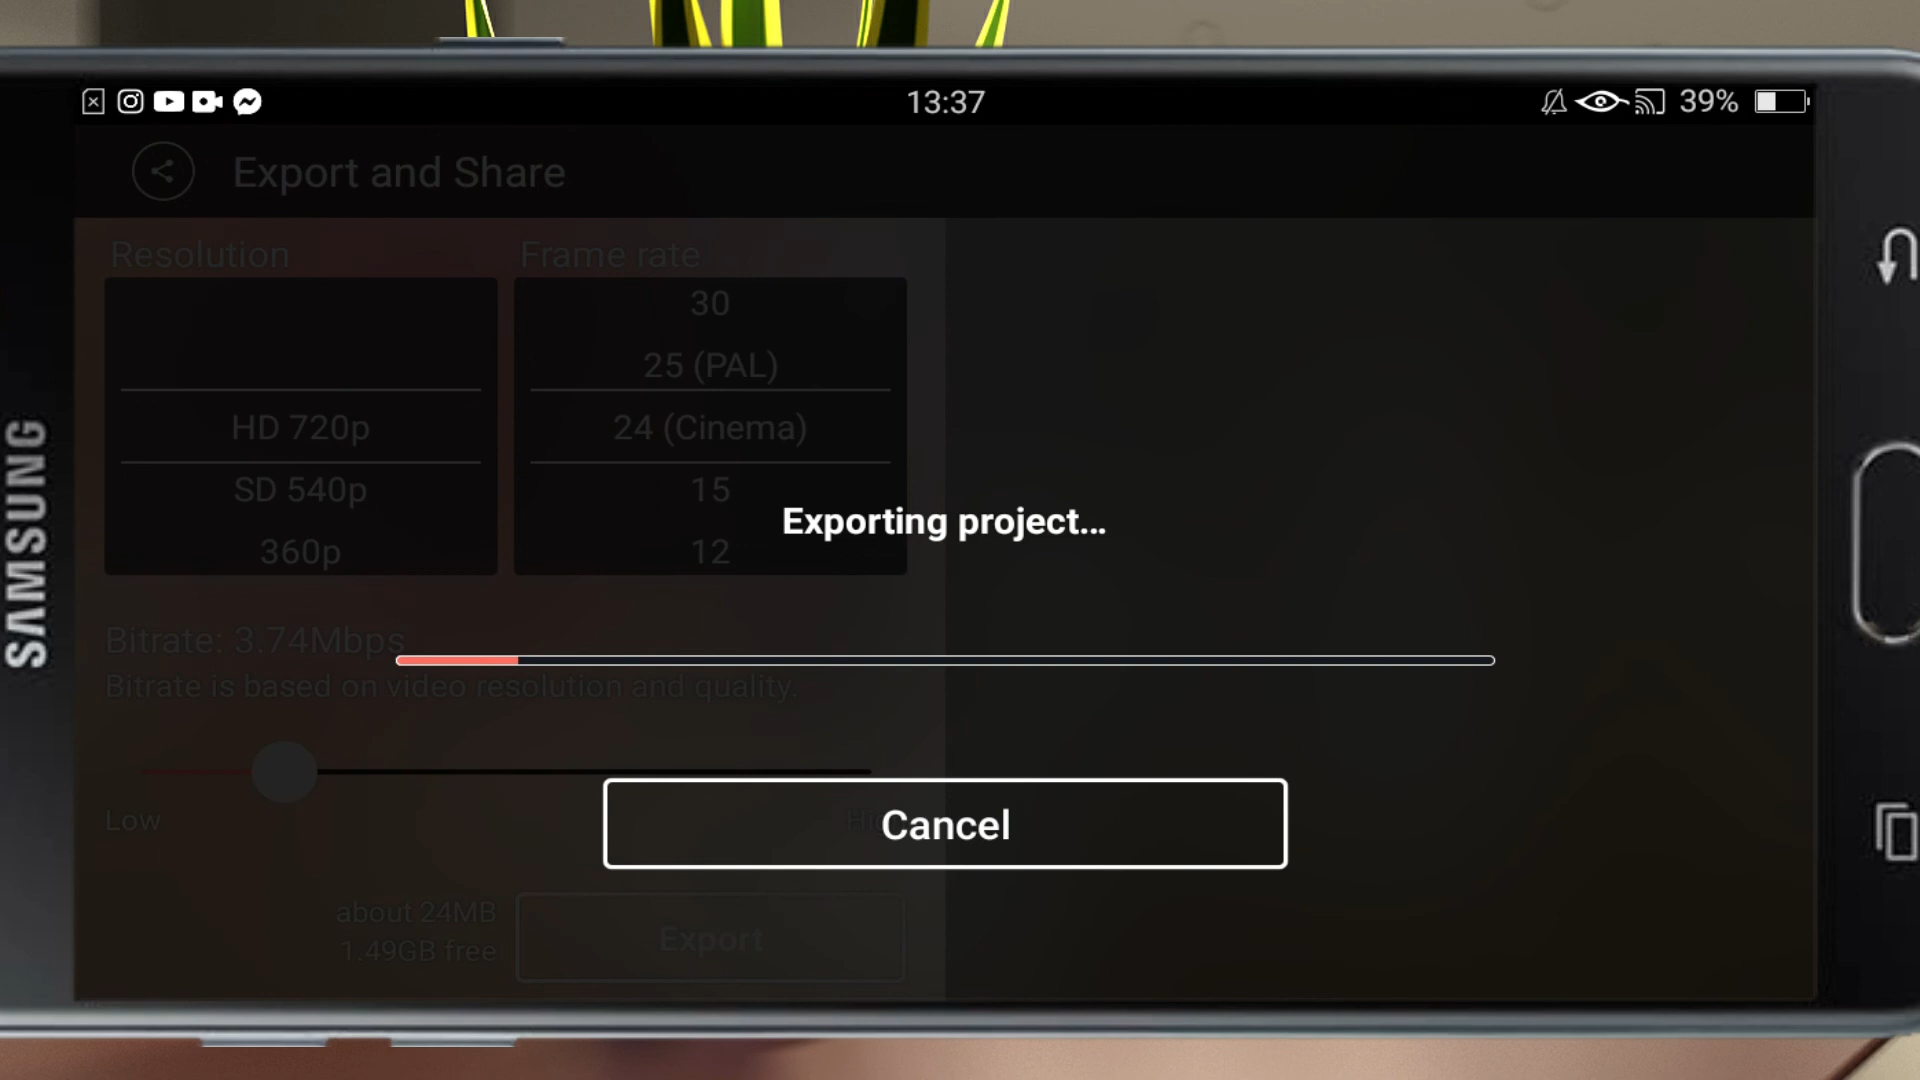 13:37
39%
Export and Share
Resolution
Frame rate
30
25 (PAL)
HD 720p
24 (Cinema)
SD 540p
15
360p
12
Exporting project...
Bitrate: 3.74Mbps
Bitrate is based on video resolution and quality.
Low
Cancel
about 24MB
1.49GB free
Export
SAMSUNG